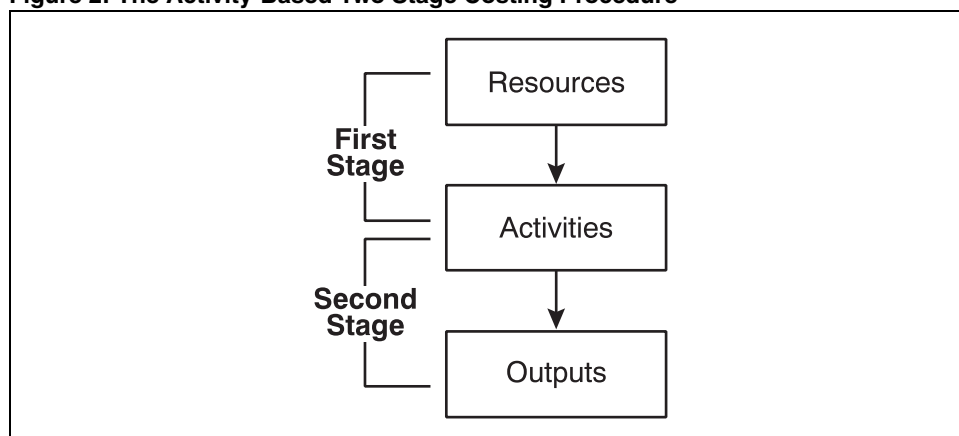 Figure 2. The Activity-Based Two Stage Costing Procedure
Resources
First
Stage
Activities
Second
Stage
Outputs